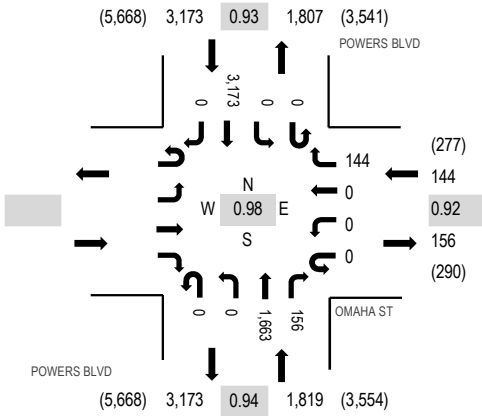 (5,668) 3,173 0.93 1,807 (3,541)
POWERS BLVD
0 3,173 0 0
(277)
144 144
0
N
W 0.98 E 0.92
S
0
156
0
(290)
0 0 1,663 156
OMAHA ST
POWERS BLVD
(5,668) 3,173 0.94 1,819 (3,554)